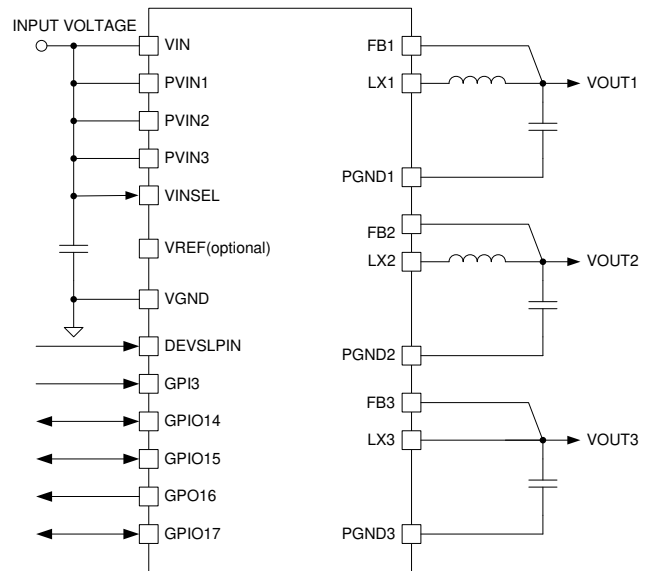 INPUT VOLTAGE
VIN
PVIN1
PVIN2
PVIN3
VINSEL
VREF(optional)
VGND
DEVSLPIN
GPI3
GPIO14
GPIO15
GPO16
GPIO17
FB1
LX1
VOUT1
PGND1
FB2
LX2
VOUT2
PGND2
FB3
LX3
VOUT3
PGND3